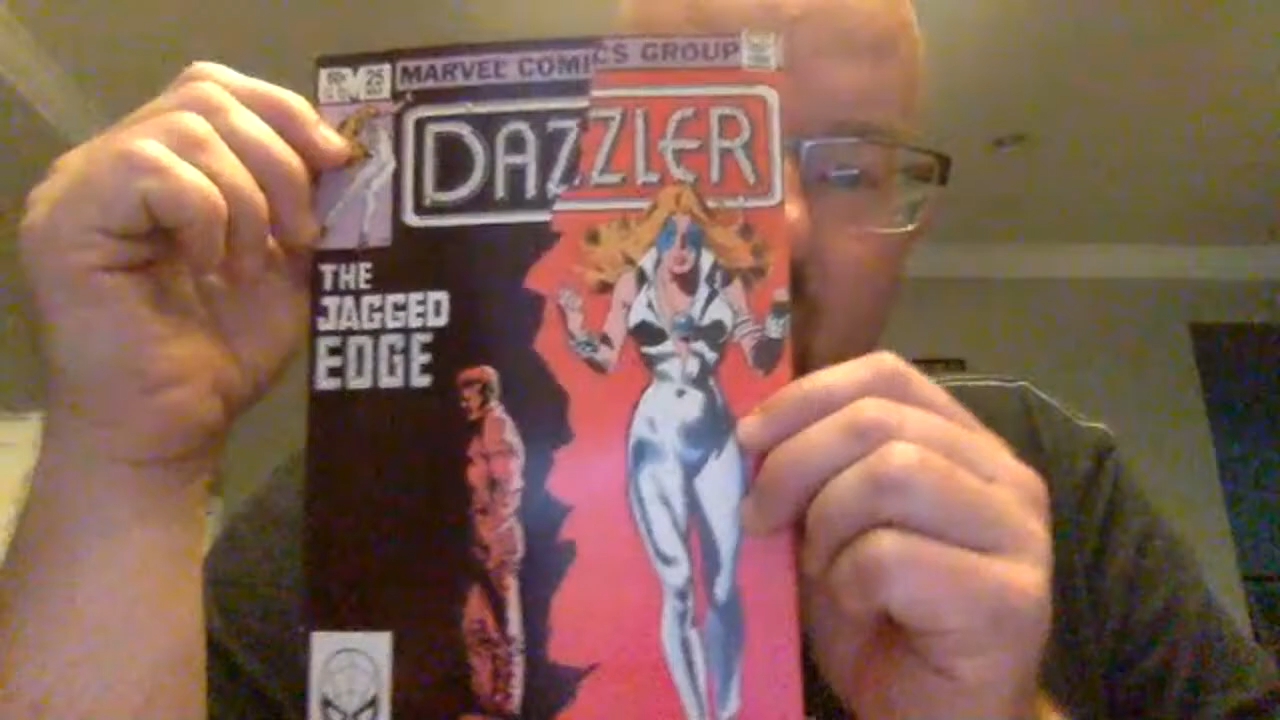 25
MARVEL COMICS GROUP
DAZZLER
THE
JAGGED
EDGE